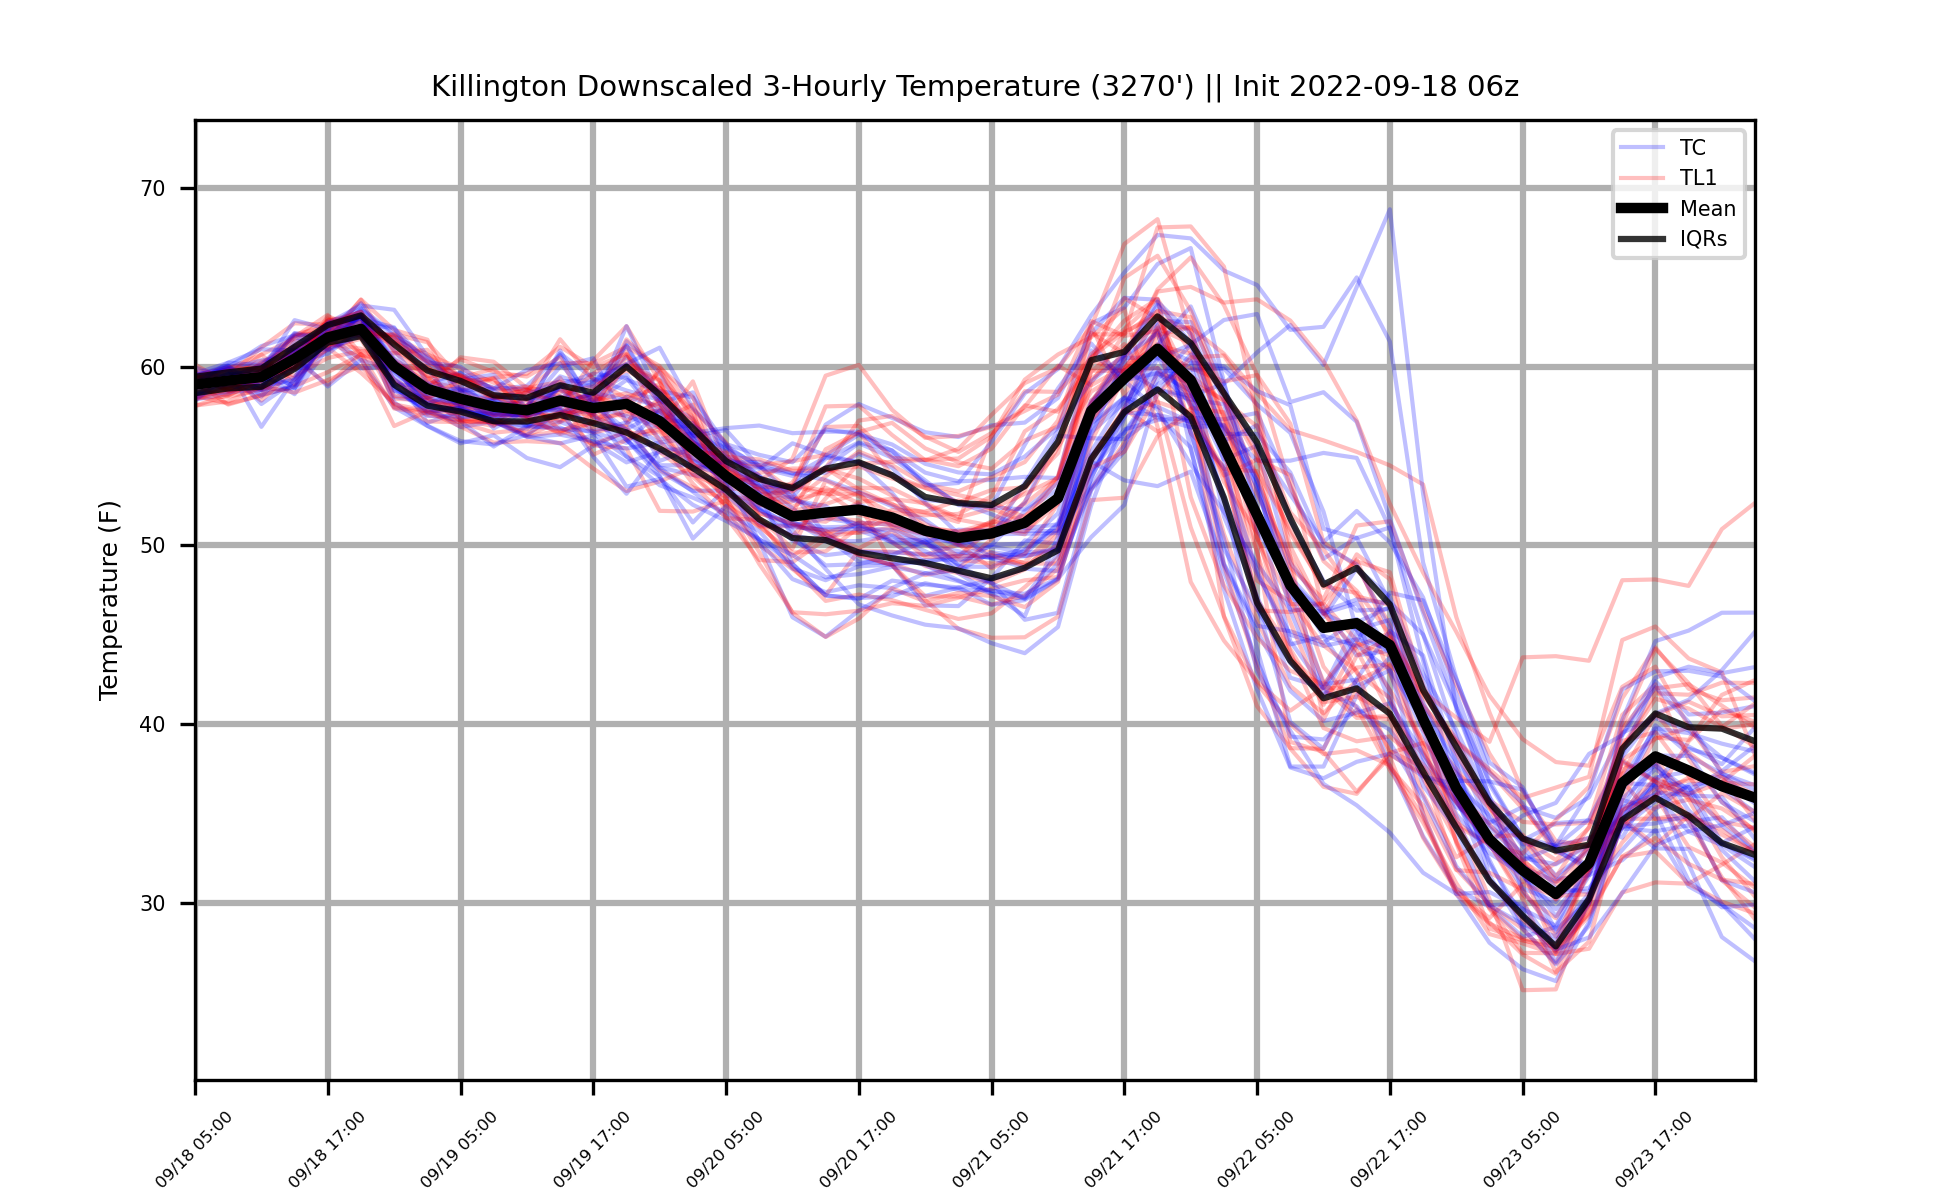 Killington Downscaled 3-Hourly Temperature (3270') || Init 2022-09-18 06z
TC
TL1
Mean
IQRs
Temperature (F)
70
60
50
40
30
09/18 05:00
09/18 17:00
09/19 05:00
09/19 17:00
09/20 05:00
09/20 17:00
09/21 05:00
09/21 17:00
09/22 05:00
09/22 17:00
09/23 05:00
09/23 17:00